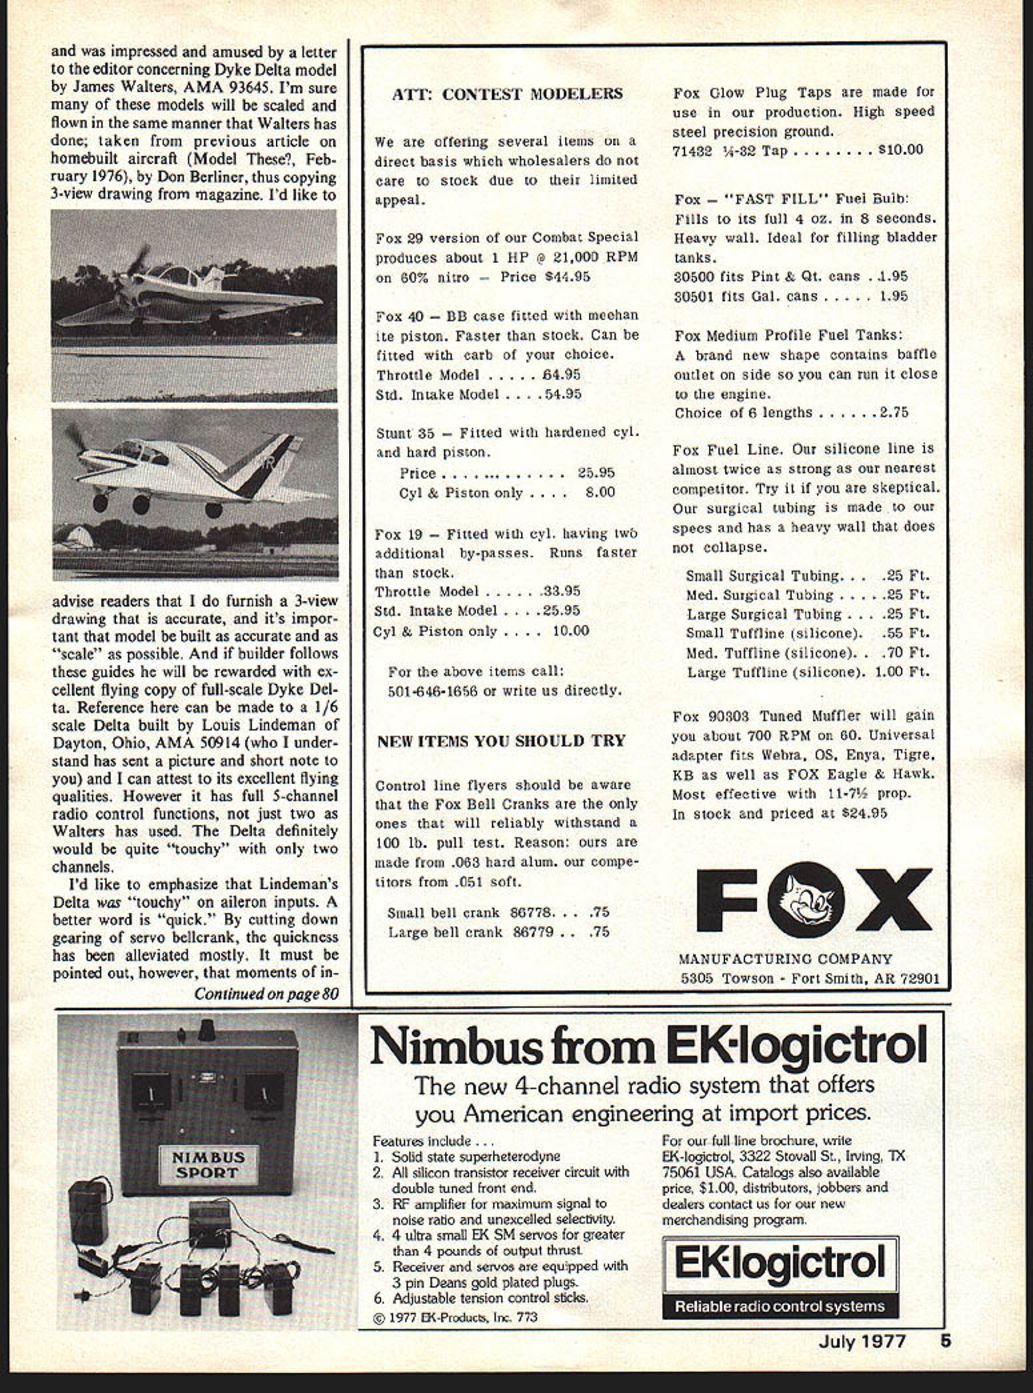 and was impressed and amused by a letter
to the editor concerning Dyke Delta model
by James Walters, AMA 93645. I'm sure
many of these models will be scaled and
flown in the same manner that Walters has
done; taken from previous article on
homebuilt aircraft (Model These?, Feb-
ruary 1976), by Don Berliner, thus copying
3-view drawing from magazine. I'd like to
advise readers that I do furnish a 3-view
drawing that is accurate, and it's impor-
tant that model be built as accurate and as
"scale" as possible. And if builder follows
these guides he will be rewarded with ex-
cellent flying copy of full-scale Dyke Del-
ta. Reference here can be made to a 1/6
scale Delta built by Louis Lindeman of
Dayton, Ohio, AMA 50914 (who I under-
stand has sent a picture and short note to
you) and I can attest to its excellent flying
qualities. However it has full 5-channel
radio control functions, not just two as
Walters has used. The Delta definitely
would be quite "touchy" with only two
channels.
I'd like to emphasize that Lindeman's
Delta was "touchy" on aileron inputs. A
better word is "quick." By cutting down
gearing of servo bellcrank, the quickness
has been alleviated mostly. It must be
pointed out, however, that moments of in-
Continued on page 80
ATT: CONTEST MODELERS
We are offering several items on a
direct basis which wholesalers do not
care to stock due to their limited
appeal.
Fox 29 version of our Combat Special
produces about 1 HP @ 21,000 RPM
on 60% nitro — Price $44.95
Fox 40 — BB case fitted with meehan
ite piston. Faster than stock. Can be
fitted with carb of your choice.
Throttle Model . . . . . 64.95
Std. Intake Model . . . . 54.95
Stunt 35 — Fitted with hardened cyl.
and hard piston.
Price . . . . . . . . . . . . 25.95
Cyl & Piston only . . . . 8.00
Fox 19 — Fitted with cyl. having two
additional by-passes. Runs faster
than stock.
Throttle Model . . . . . . .33.95
Std. Intake Model . . . .25.95
Cyl & Piston only . . . . 10.00
For the above items call:
501-646-1656 or write us directly.
NEW ITEMS YOU SHOULD TRY
Control line flyers should be aware
that the Fox Bell Cranks are the only
ones that will reliably withstand a
100 lb. pull test. Reason: ours are
made from .063 hard alum. our compe-
titors from .051 soft.
Small bell crank 86778. . . .75
Large bell crank 86779 . . .75
Fox Glow Plug Taps are made for
use in our production. High speed
steel precision ground.
71432 ¼-32 Tap . . . . . . . . $10.00
Fox — "FAST FILL" Fuel Bulb:
Fills to its full 4 oz. in 8 seconds.
Heavy wall. Ideal for filling bladder
tanks.
30500 fits Pint & Qt. cans . .1.95
30501 fits Gal. cans . . . . . 1.95
Fox Medium Profile Fuel Tanks:
A brand new shape contains baffle
outlet on side so you can run it close
to the engine.
Choice of 6 lengths . . . . . .2.75
Fox Fuel Line. Our silicone line is
almost twice as strong as our nearest
competitor. Try it if you are skeptical.
Our surgical tubing is made to our
specs and has a heavy wall that does
not collapse.
Small Surgical Tubing. . . .25 Ft.
Med. Surgical Tubing . . . . .25 Ft.
Large Surgical Tubing . . . .25 Ft.
Small Tuffline (silicone). .55 Ft.
Med. Tuffline (silicone). . .70 Ft.
Large Tuffline (silicone). 1.00 Ft.
Fox 90303 Tuned Muffler will gain
you about 700 RPM on 60. Universal
adapter fits Webra, OS, Enya, Tigre,
KB as well as FOX Eagle & Hawk.
Most effective with 11-7½ prop.
In stock and priced at $24.95
FOX
MANUFACTURING COMPANY
5305 Towson - Fort Smith, AR 72901
NIMBUS
SPORT
Nimbus from EK-logictrol
The new 4-channel radio system that offers
you American engineering at import prices.
Features include . . .
1. Solid state superheterodyne
2. All silicon transistor receiver circuit with
double tuned front end.
3. RF amplifier for maximum signal to
noise ratio and unexcelled selectivity.
4. 4 ultra small EK SM servos for greater
than 4 pounds of output thrust.
5. Receiver and servos are equipped with
3 pin Deans gold plated plugs.
6. Adjustable tension control sticks.
© 1977 EK-Products, Inc. 773
For our full line brochure, write
EK-logictrol, 3322 Stovall St., Irving, TX
75061 USA. Catalogs also available
price, $1.00, distributors, jobbers and
dealers contact us for our new
merchandising program.
EK-logictrol
Reliable radio control systems
July 1977 5